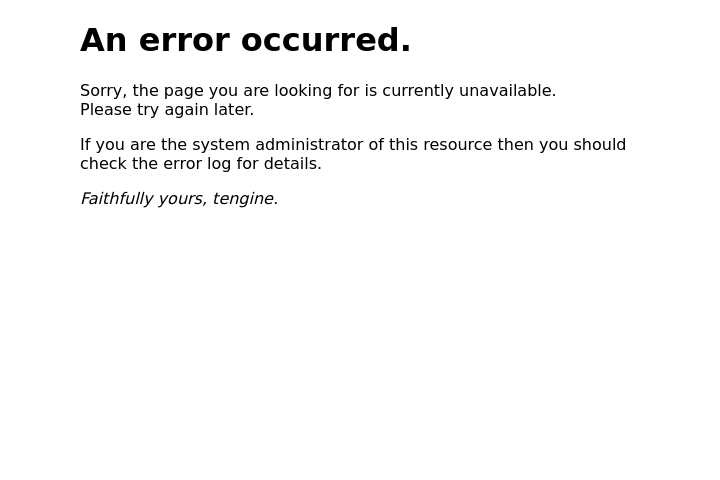 An error occurred.
Sorry, the page you are looking for is currently unavailable.
Please try again later.
If you are the system administrator of this resource then you should
check the error log for details.
Faithfully yours, tengine.